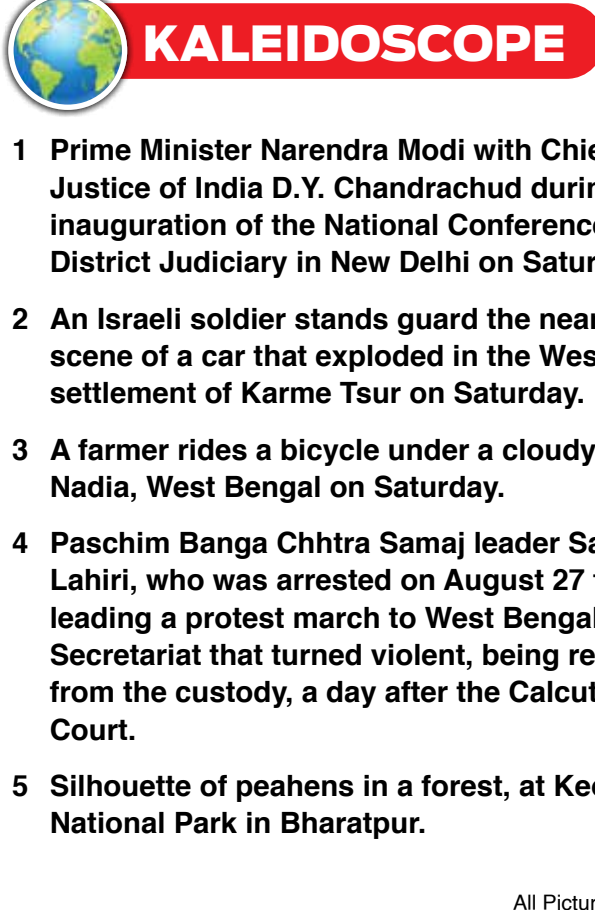 KALEIDOSCOPE
1 Prime Minister Narendra Modi with Chie
Justice of India D.Y. Chandrachud durin
inauguration of the National Conference
District Judiciary in New Delhi on Satur
2 An Israeli soldier stands guard the near
scene of a car that exploded in the Wes
settlement of Karme Tsur on Saturday.
3 A farmer rides a bicycle under a cloudy
Nadia, West Bengal on Saturday.
4 Paschim Banga Chhtra Samaj leader Sa
Lahiri, who was arrested on August 27
leading a protest march to West Bengal
Secretariat that turned violent, being re
from the custody, a day after the Calcut
Court.
5 Silhouette of peahens in a forest, at Keo
National Park in Bharatpur.
All Pictur